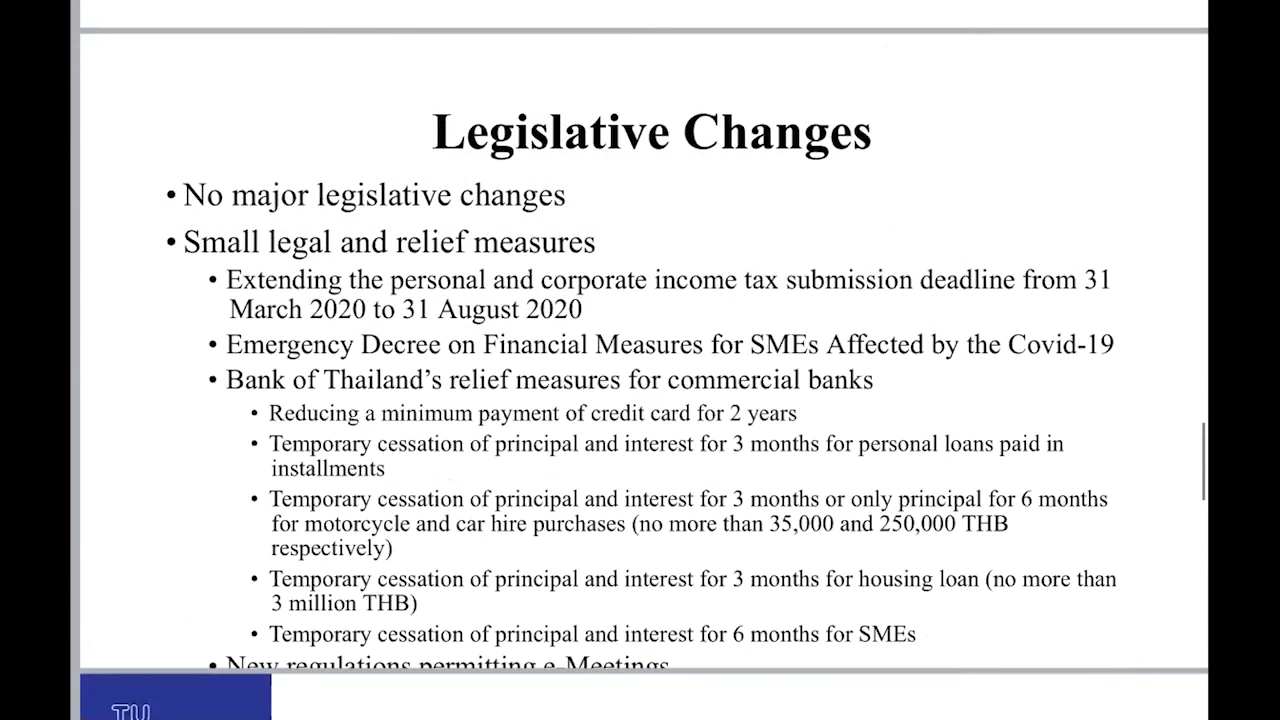 Legislative Changes
• No major legislative changes
• Small legal and relief measures
• Extending the personal and corporate income tax submission deadline from 31
March 2020 to 31 August 2020
• Emergency Decree on Financial Measures for SMEs Affected by the Covid-19
• Bank of Thailand’s relief measures for commercial banks
• Reducing a minimum payment of credit card for 2 years
• Temporary cessation of principal and interest for 3 months for personal loans paid in
installments
• Temporary cessation of principal and interest for 3 months or only principal for 6 months
for motorcycle and car hire purchases (no more than 35,000 and 250,000 THB
respectively)
• Temporary cessation of principal and interest for 3 months for housing loan (no more than
3 million THB)
• Temporary cessation of principal and interest for 6 months for SMEs
• New regulations permitting e-Meetings
TU